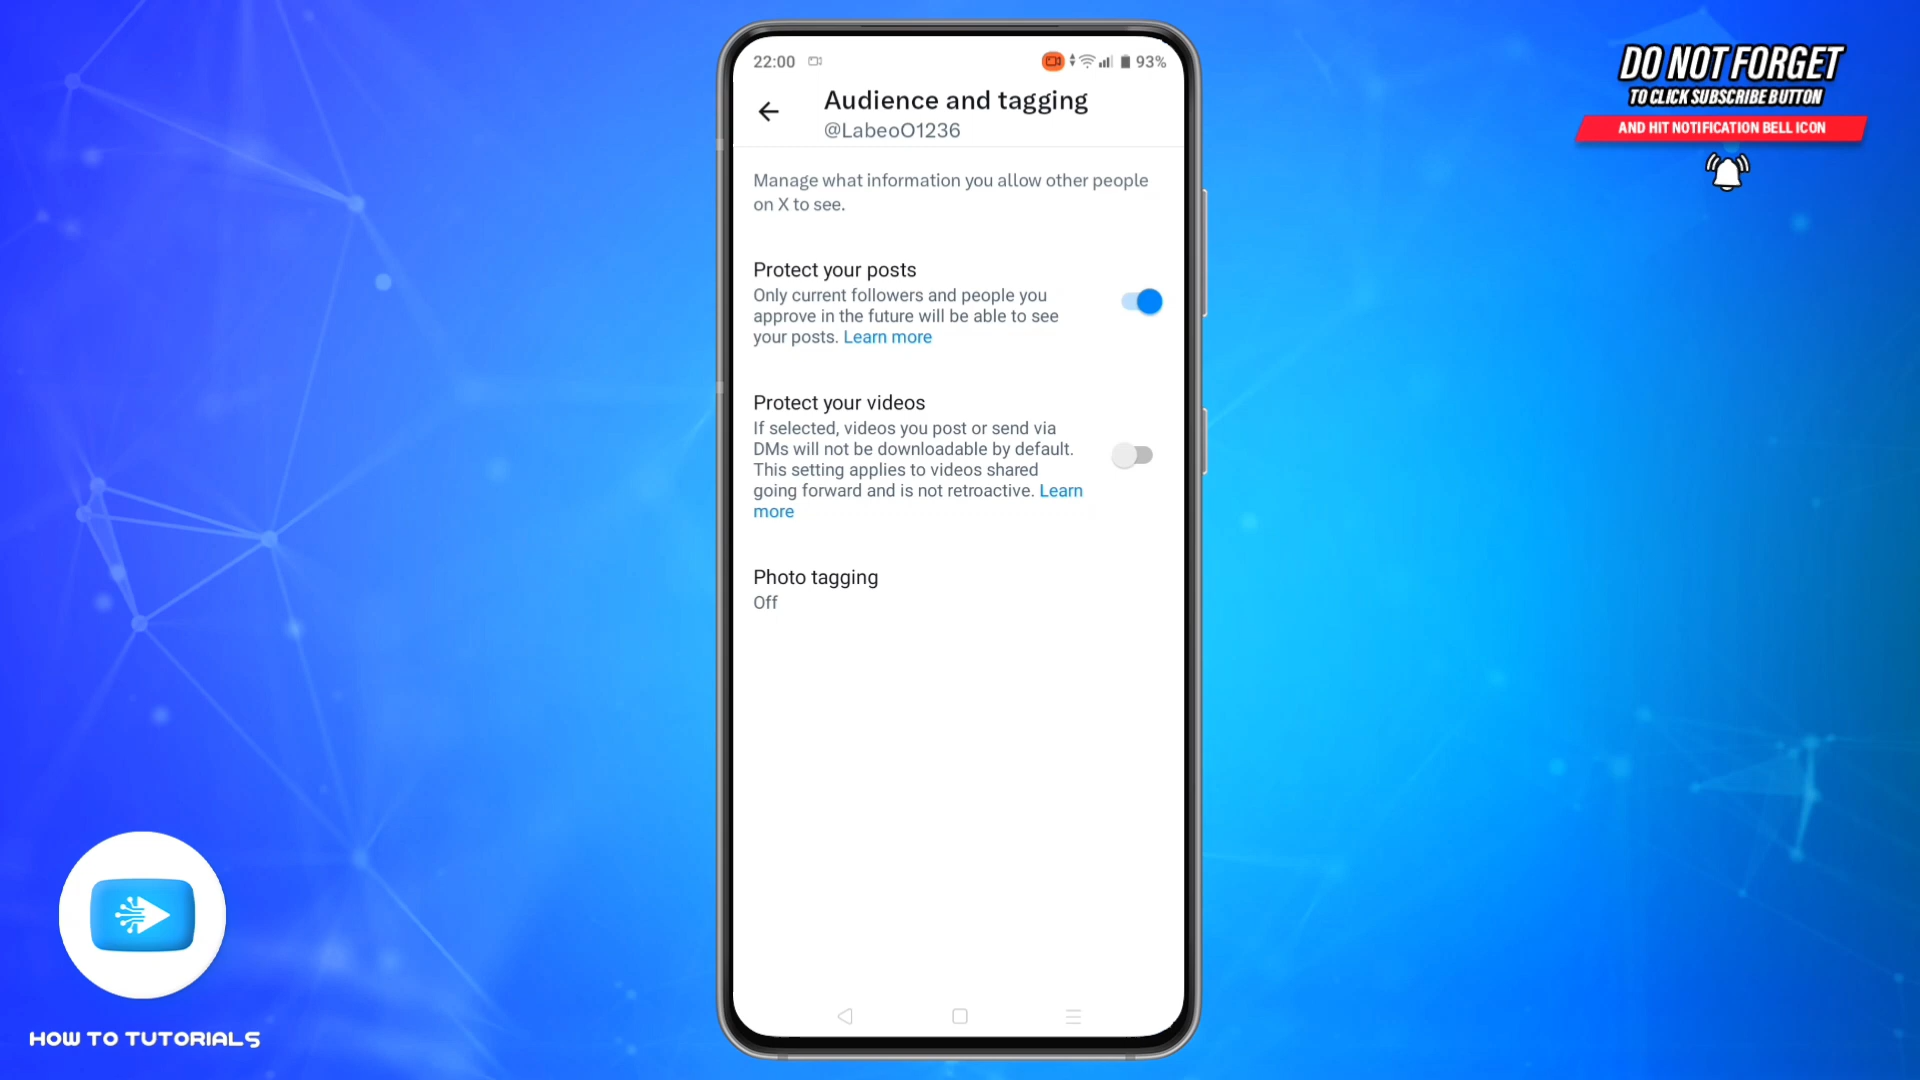 22:00
93%
Audience and tagging
@LabeoO1236
Manage what information you allow other people
on X to see.
Protect your posts
Only current followers and people you
approve in the future will be able to see
your posts. Learn more
Protect your videos
If selected, videos you post or send via
DMs will not be downloadable by default.
This setting applies to videos shared
going forward and is not retroactive. Learn
more
Photo tagging
Off
DO NOT FORGET
TO CLICK SUBSCRIBE BUTTON
AND HIT NOTIFICATION BELL ICON
HOW TO TUTORIALS